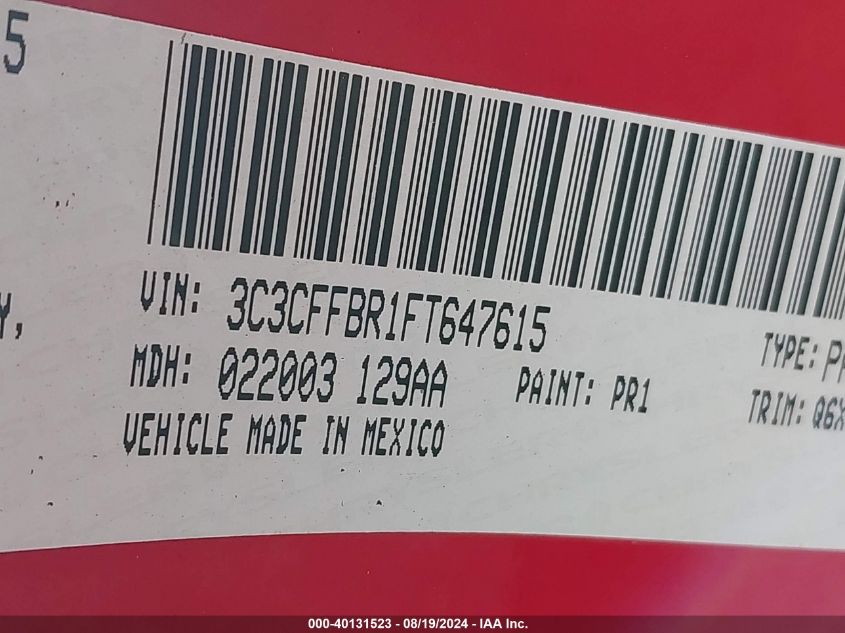 5
Y,
VIN: 3C3CFFBR1FT647615
TYPE:
MDH: 022003 129AA PAINT: PR1
TRIM: Q6X
VEHICLE MADE IN MEXICO
000-40131523 - 08/19/2024 - IAA Inc.